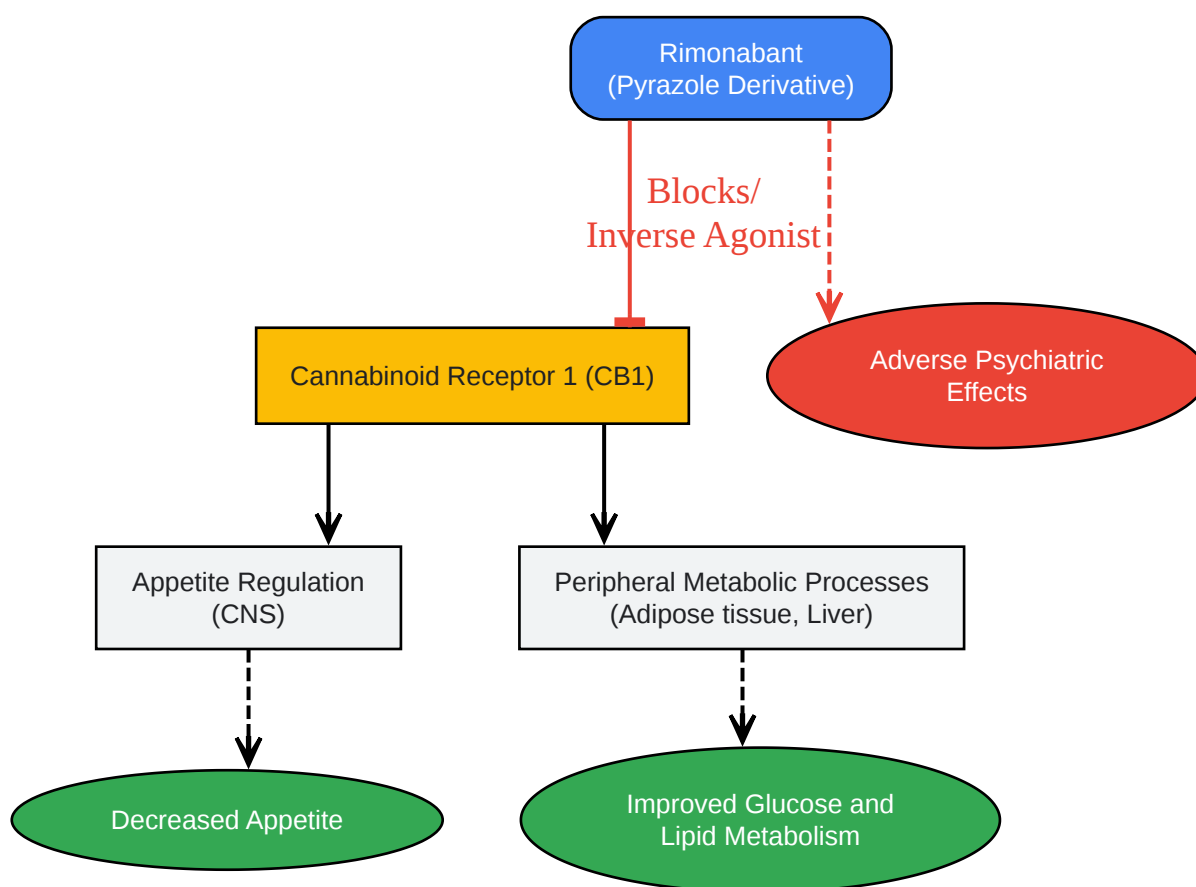 Rimonabant
(Pyrazole Derivative)
Blocks/
Inverse Agonist
Cannabinoid Receptor 1 (CB1)
Adverse Psychiatric
Effects
Appetite Regulation
(CNS)
Peripheral Metabolic Processes
(Adipose tissue, Liver)
Decreased Appetite
Improved Glucose and
Lipid Metabolism